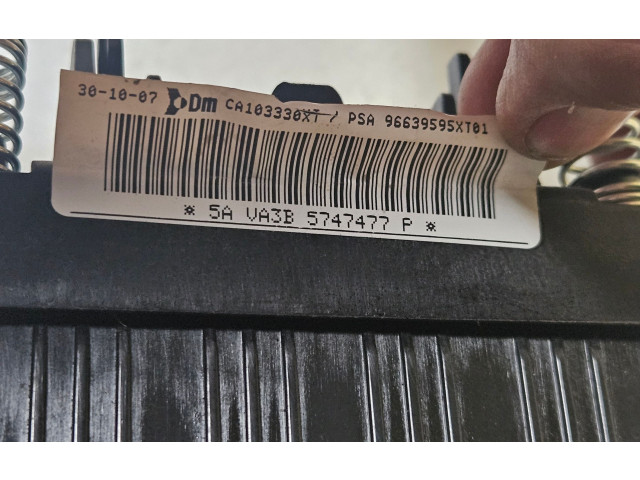 30-10-07 Dm CA103330XT / PSA 96639595XT01
* 5A VA3B 5747477 P *